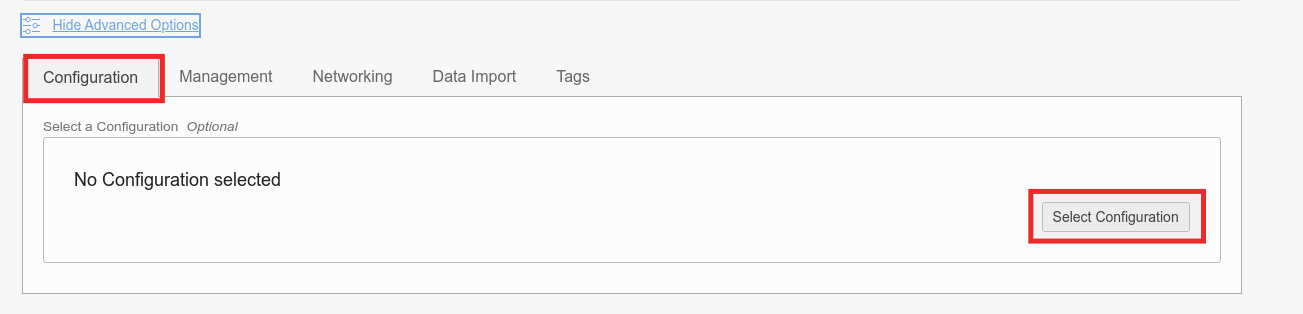 Hide Advanced Options
Configuration Management Networking Data Import Tags
Select a Configuration Optional
No Configuration selected
Select Configuration